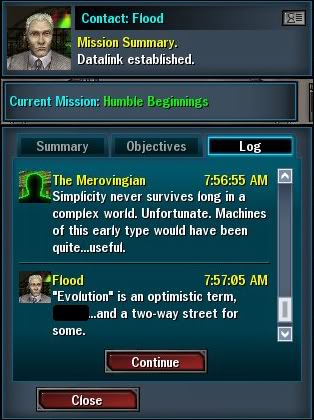 Contact: Flood
Mission Summary.
Datalink established.
Current Mission: Humble Beginnings
Summary
Objectives
Log
The Merovingian 7:56:55 AM
Simplicity never survives long in a
complex world. Unfortunate. Machines
of this early type would have been
quite...useful.
Flood 7:57:05 AM
"Evolution" is an optimistic term,
...and a two-way street for
some.
Continue
Close